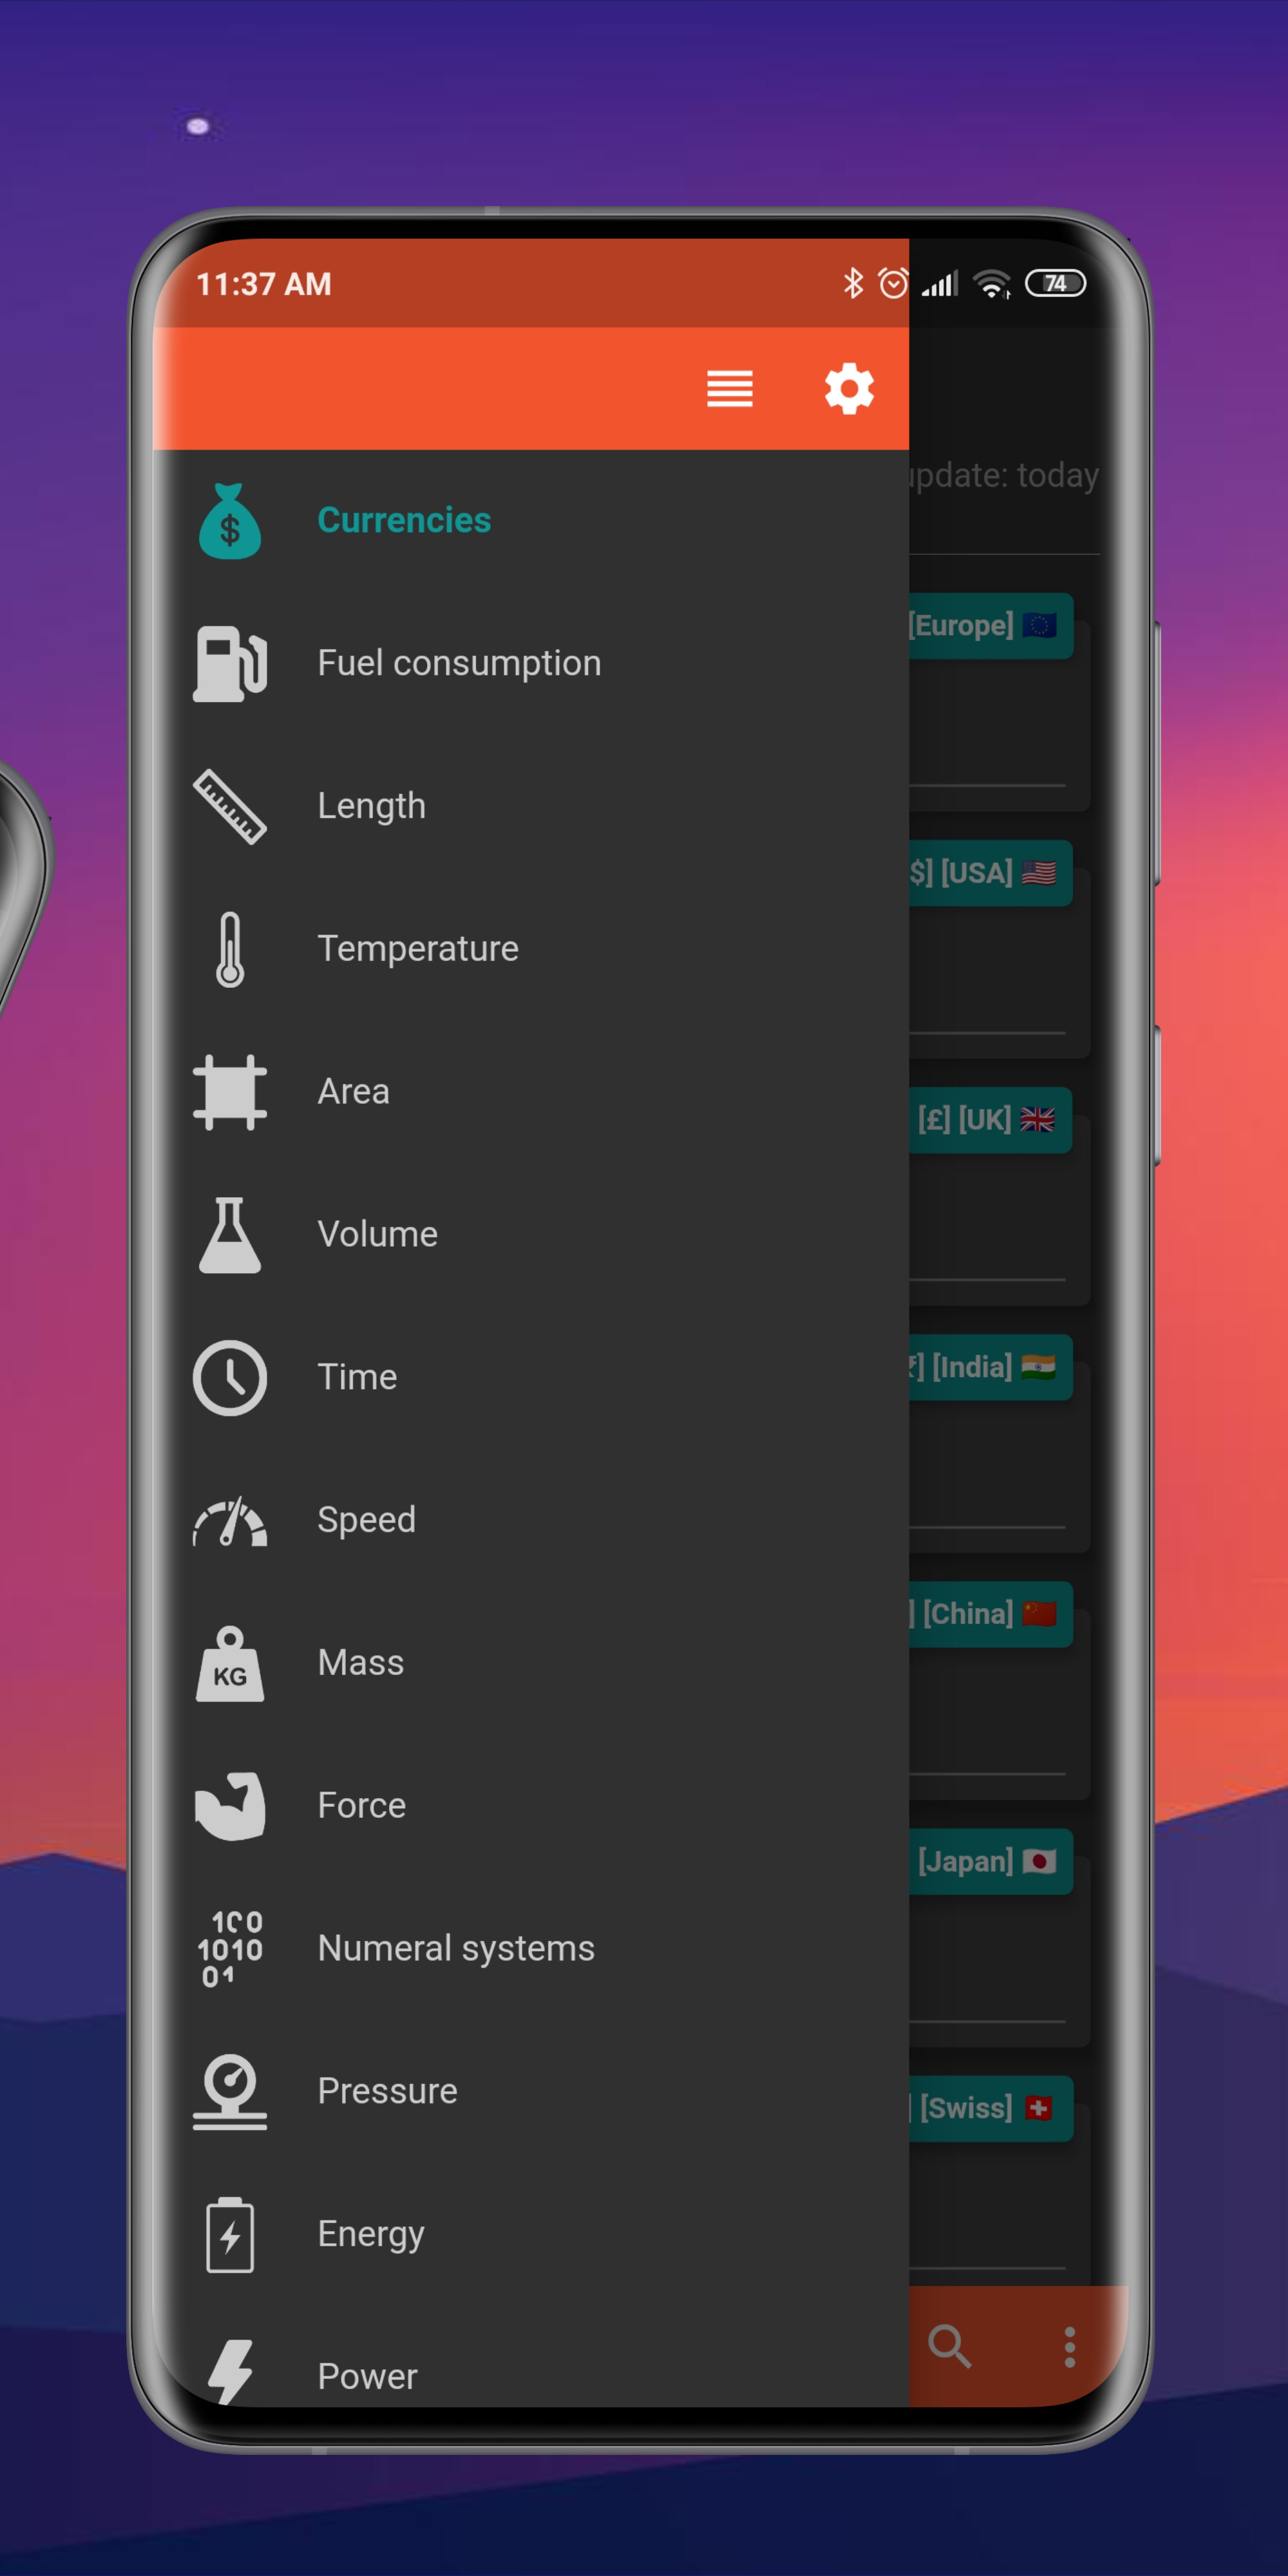 11:37 AM
74
update: today
$
Currencies
[Europe]
Fuel consumption
Length
$] [USA]
Temperature
Area
[£] [UK]
Volume
Time
₹] [India]
Speed
] [China]
KG
Mass
Force
[Japan]
100
1010
01
Numeral systems
Pressure
] [Swiss]
Energy
Power